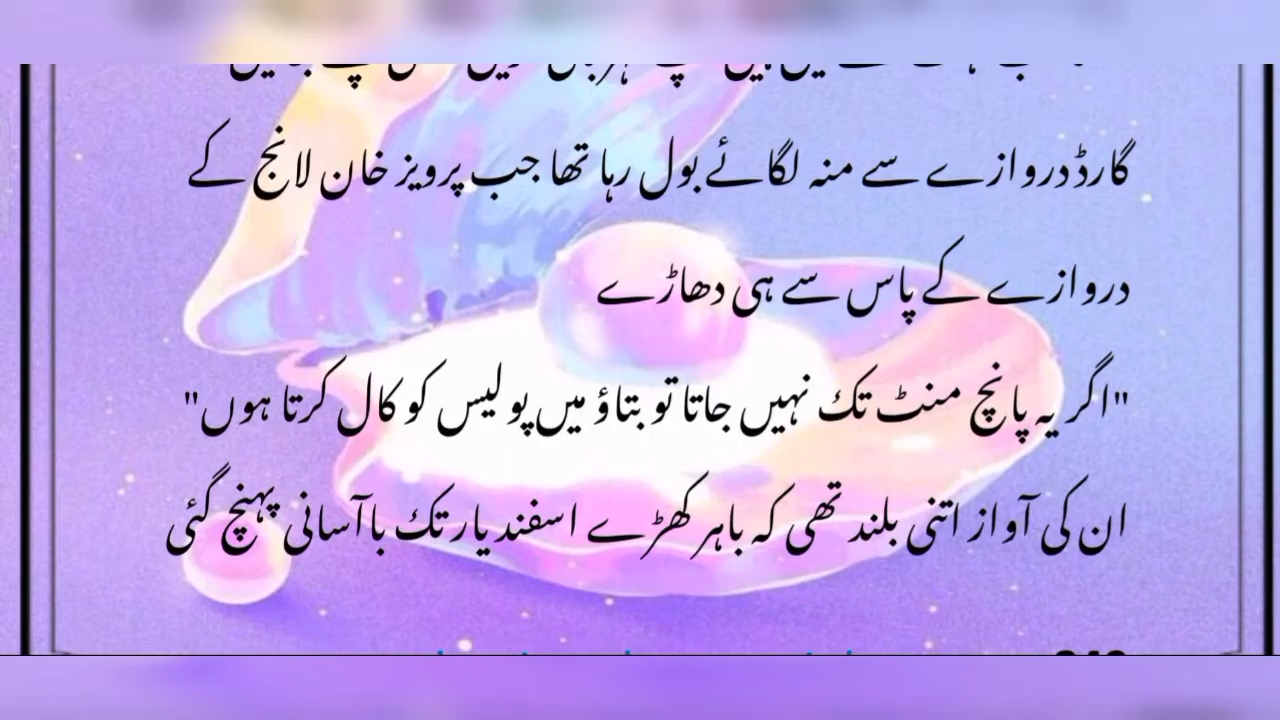 گارڈ دروازے سے منہ لگائے بول رہا تھا جب پرویز خان لانج کے
دروازے کے پاس سے ہی دھاڑے
"اگر یہ پانچ منٹ تک نہیں جاتا تو بتاؤ میں پولیس کو کال کرتا ہوں"
ان کی آواز اتنی بلند تھی کہ باہر کھڑے اسفندیار تک باآسانی پہنچ گئی